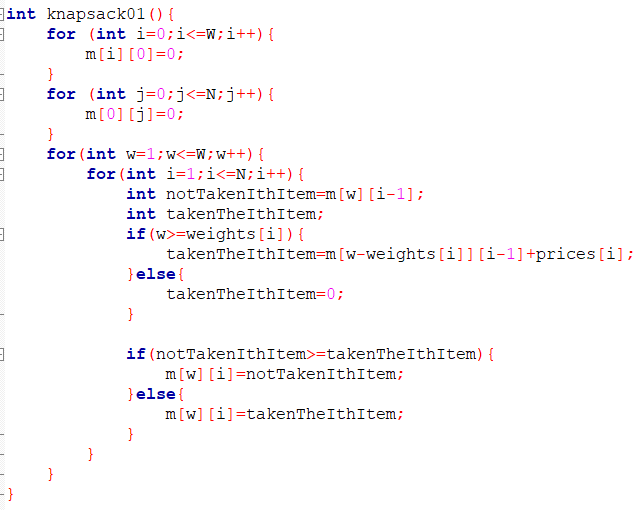 int knapsack01(){
    for (int i=0;i<=W;i++){
        m[i][0]=0;
    }
    for (int j=0;j<=N;j++){
        m[0][j]=0;
    }
    for(int w=1;w<=W;w++){
        for(int i=1;i<=N;i++){
            int notTakenIthItem=m[w][i-1];
            int takenTheIthItem;
            if(w>=weights[i]){
                takenTheIthItem=m[w-weights[i]][i-1]+prices[i];
            }else{
                takenTheIthItem=0;
            }

            if(notTakenIthItem>=takenTheIthItem){
                m[w][i]=notTakenIthItem;
            }else{
                m[w][i]=takenTheIthItem;
            }
        }
    }
}